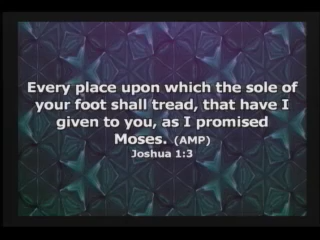 Every place upon which the sole of
your foot shall tread, that have I
given to you, as I promised
Moses. (AMP)
Joshua 1:3